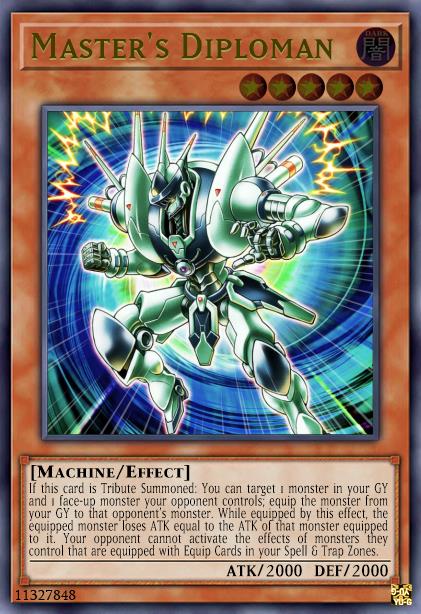 MASTER'S DIPLOMAN
DARK
闇
[MACHINE/EFFECT]
If this card is Tribute Summoned: You can target 1 monster in your GY
and 1 face-up monster your opponent controls; equip the monster from
your GY to that opponent's monster. While equipped by this effect, the
equipped monster loses ATK equal to the ATK of that monster equipped
to it. Your opponent cannot activate the effects of monsters they
control that are equipped with Equip Cards in your Spell & Trap Zones.
ATK/2000 DEF/2000
11327848